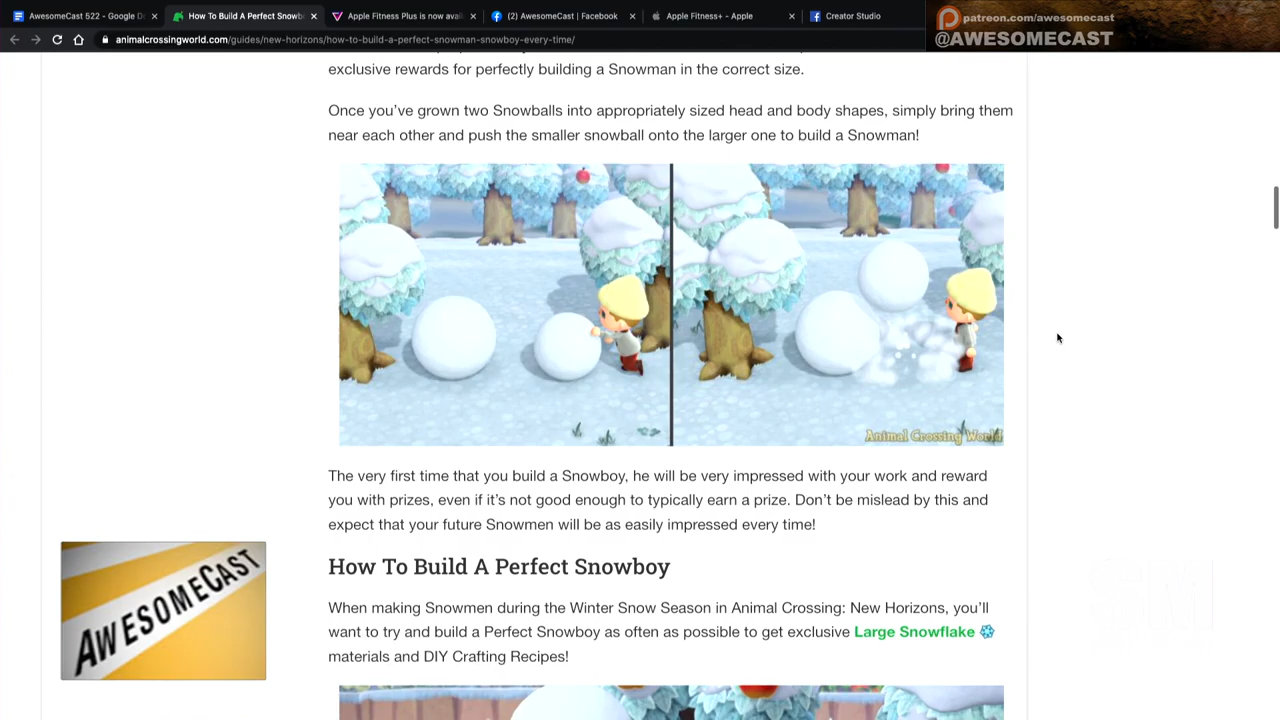 AwesomeCast 522 - Google Do
How To Build A Perfect Snowb
Apple Fitness Plus is now avai
(2) AwesomeCast | Facebook
Apple Fitness+ - Apple
Creator Studio
patreon.com/awesomecast
@AWESOMECAST
animalcrossingworld.com/guides/new-horizons/how-to-build-a-perfect-snowman-snowboy-every-time/
exclusive rewards for perfectly building a Snowman in the correct size.
Once you've grown two Snowballs into appropriately sized head and body shapes, simply bring them
near each other and push the smaller snowball onto the larger one to build a Snowman!
Animal Crossing World
The very first time that you build a Snowboy, he will be very impressed with your work and reward
you with prizes, even if it's not good enough to typically earn a prize. Don't be mislead by this and
expect that your future Snowmen will be as easily impressed every time!
AWESOMECAST
How To Build A Perfect Snowboy
When making Snowmen during the Winter Snow Season in Animal Crossing: New Horizons, you'll
want to try and build a Perfect Snowboy as often as possible to get exclusive Large Snowflake
materials and DIY Crafting Recipes!